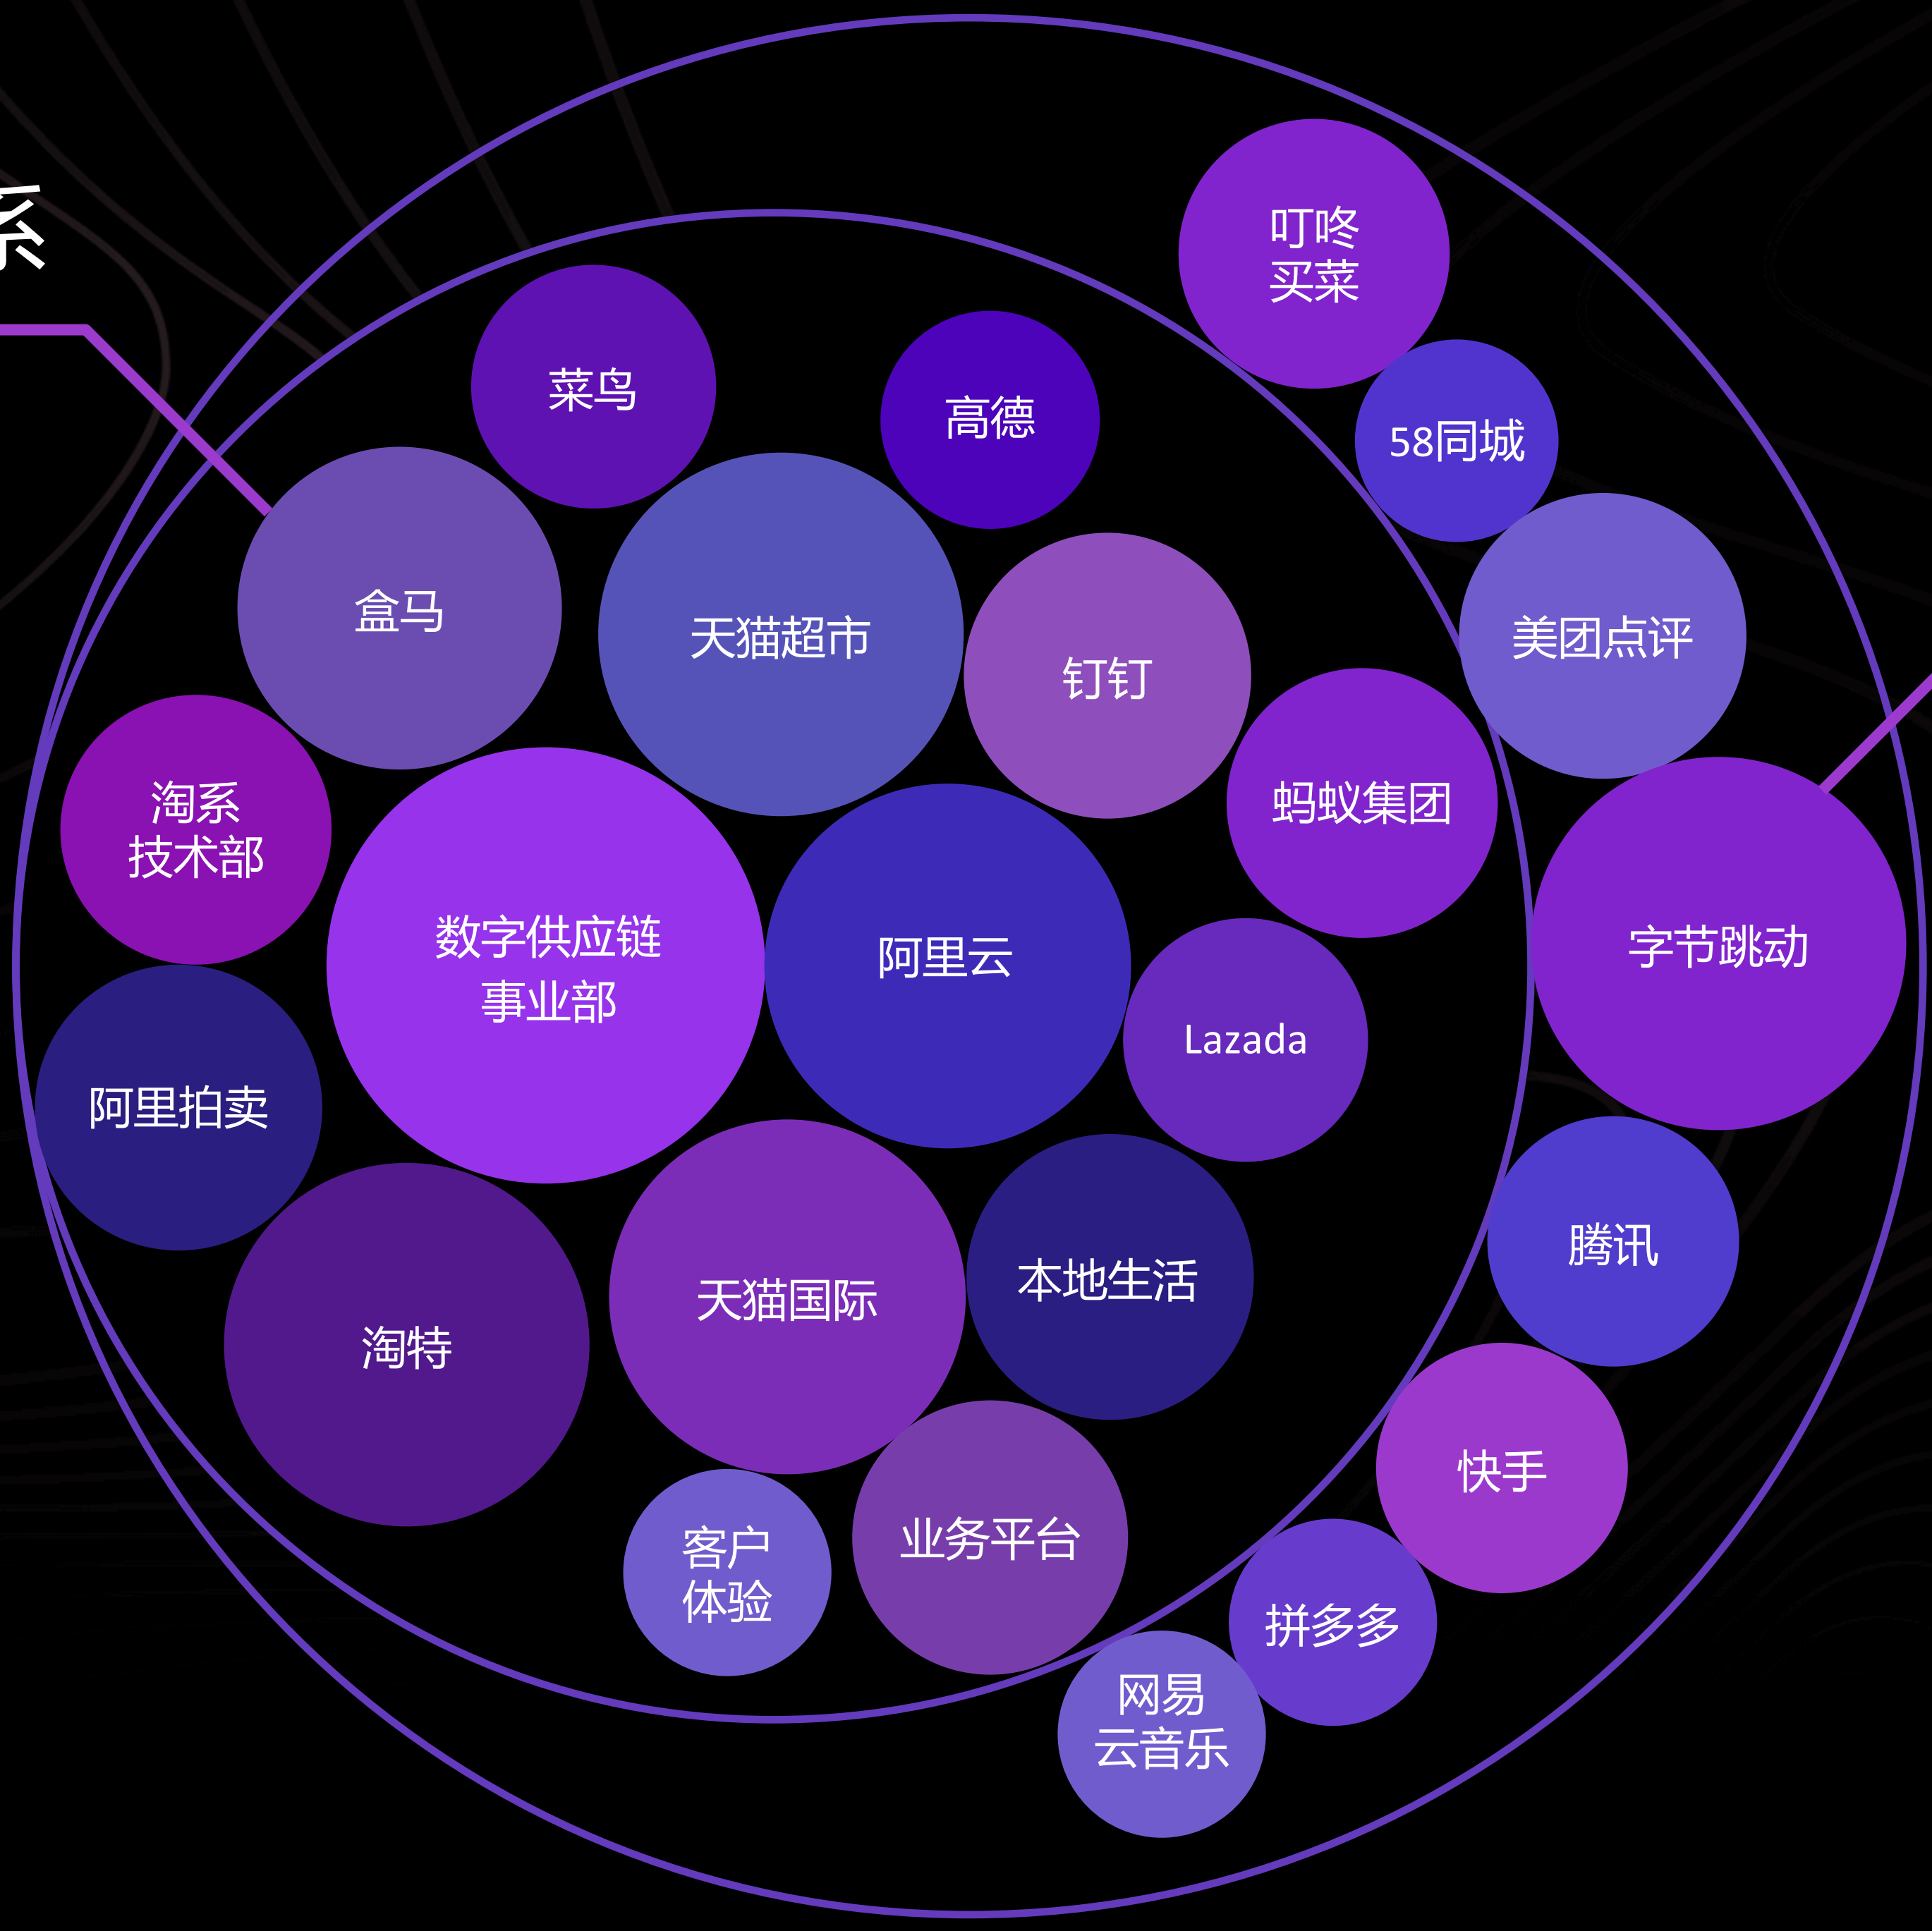 系
叮咚
买菜
菜鸟
高德
58同城
盒马
天猫超市
钉钉
美团点评
淘系
技术部
蚂蚁集团
数字供应链
事业部
阿里云
字节跳动
Lazada
阿里拍卖
腾讯
天猫国际
本地生活
淘特
快手
客户
体验
业务平台
拼多多
网易
云音乐